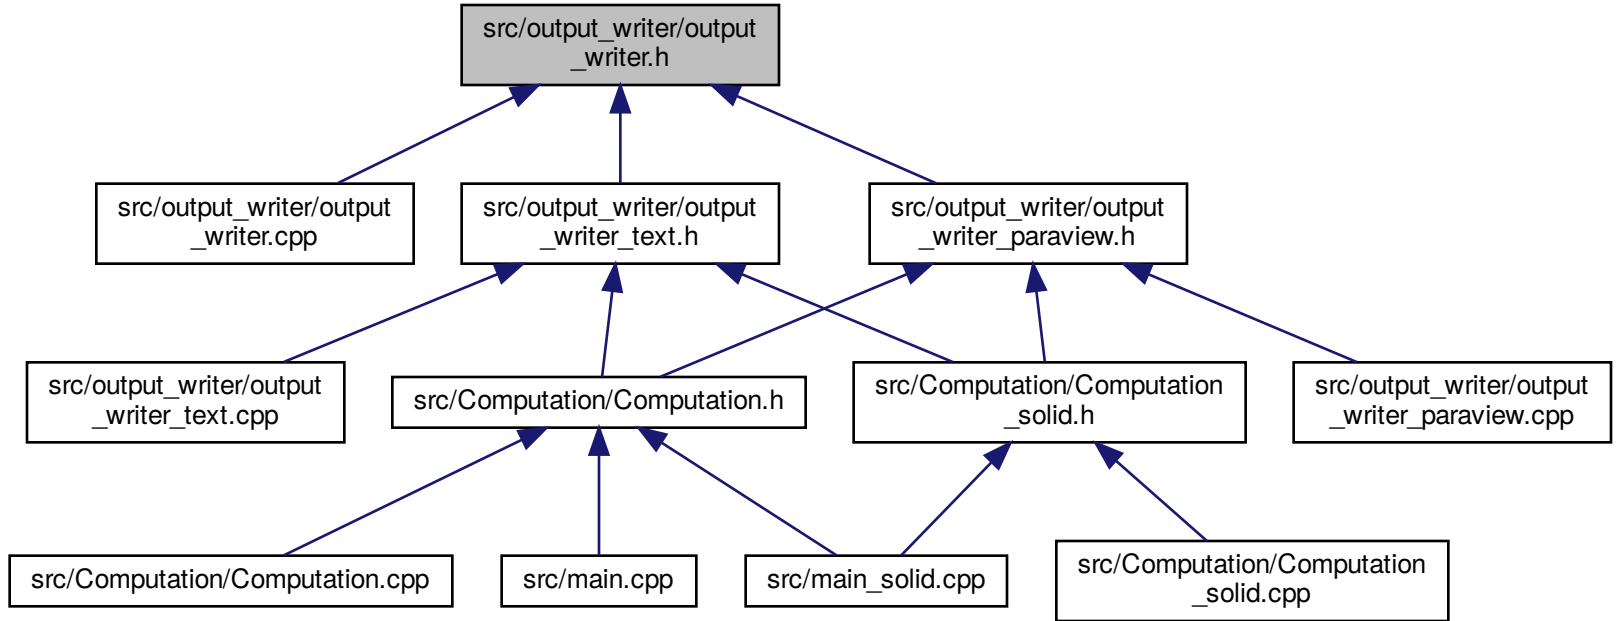 src/output_writer/output
_writer.h
src/output_writer/output
_writer.cpp
src/output_writer/output
_writer_text.h
src/output_writer/output
_writer_paraview.h
src/output_writer/output
_writer_text.cpp
src/Computation/Computation.h
src/Computation/Computation
_solid.h
src/output_writer/output
_writer_paraview.cpp
src/Computation/Computation.cpp
src/main.cpp
src/main_solid.cpp
src/Computation/Computation
_solid.cpp